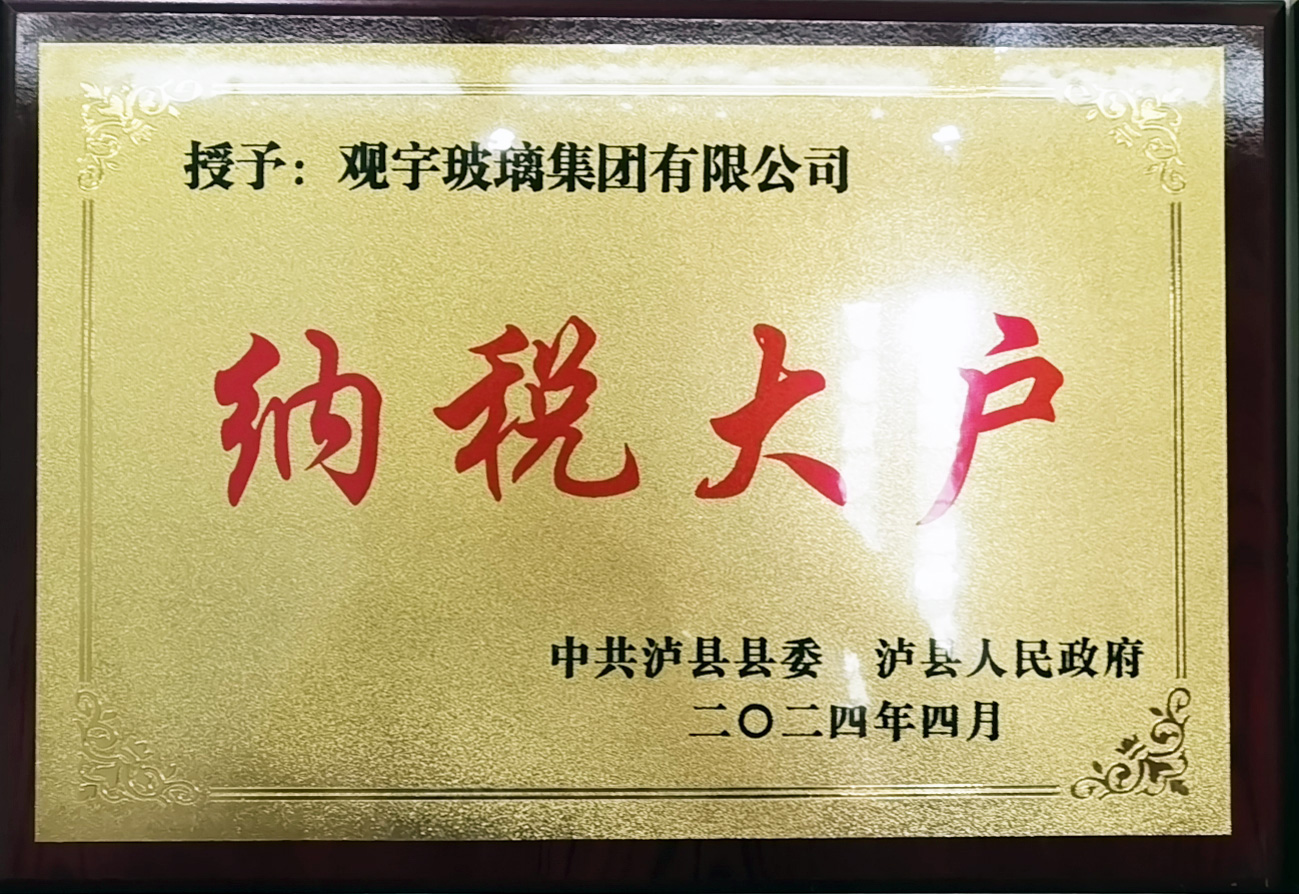 授予：观宇玻璃集团有限公司
纳税大户
中共泸县县委 泸县人民政府
二〇二四年四月